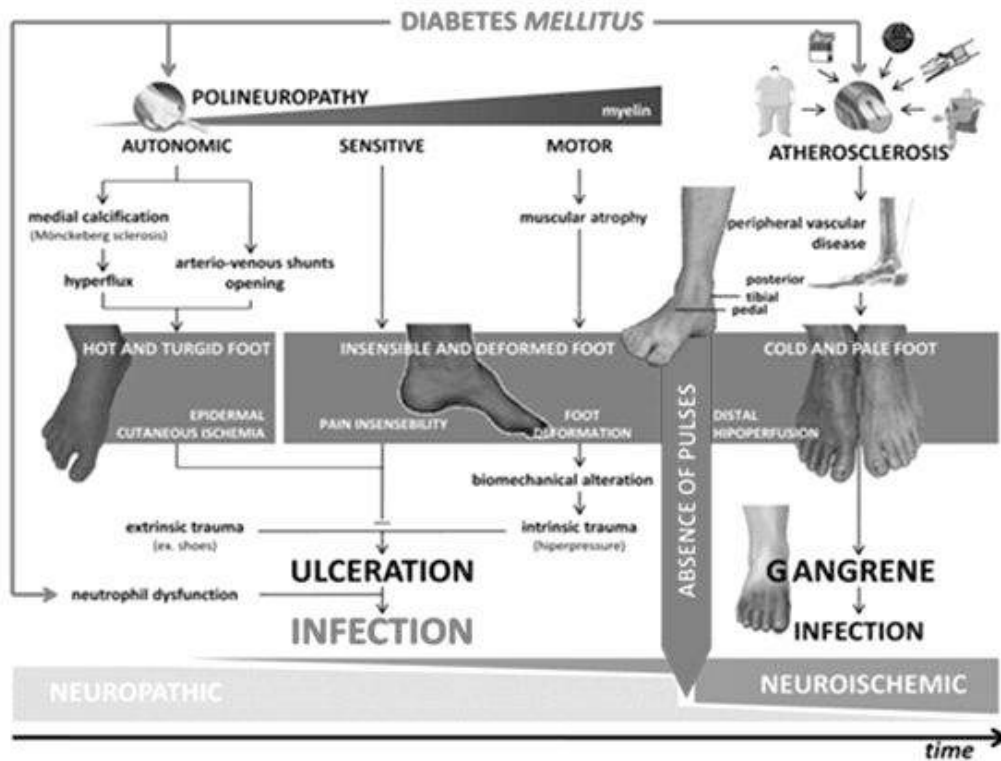 DIABETES MELLITUS
POLINEUROPATHY
myelin
AUTONOMIC
SENSITIVE
MOTOR
ATHEROSCLEROSIS
medial calcification
(Mönckeberg sclerosis)
hyperflux
arterio-venous shunts
opening
muscular atrophy
peripheral vascular
disease
posterior
tibial
pedal
HOT AND TURGID FOOT
EPIDERMAL
CUTANEOUS ISCHEMIA
INSENSIBLE AND DEFORMED FOOT
PAIN INSENSEBILITY
FOOT
DEFORMATION
COLD AND PALE FOOT
DISTAL
HIPOPERFUSION
ABSENCE OF PULSES
biomechanical alteration
extrinsic trauma
(ex. shoes)
intrinsic trauma
(hiperpressure)
ULCERATION
neutrophil dysfunction
INFECTION
GANGRENE
INFECTION
NEUROPATHIC
NEUROISCHEMIC
time